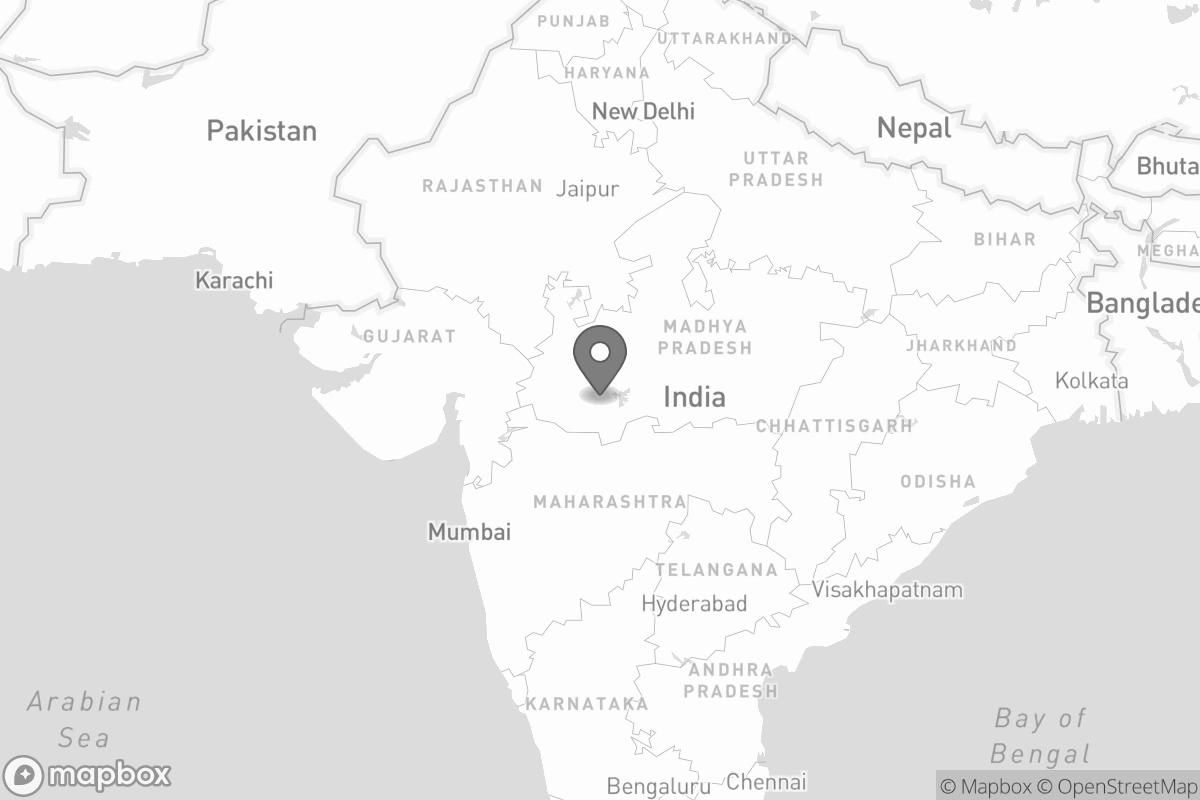 PUNJAB
UTTARAKHAND
HARYANA
New Delhi
Pakistan
Nepal
Bhuta
UTTAR
PRADESH
RAJASTHAN
Jaipur
BIHAR
MEGHA
Karachi
Banglade
GUJARAT
MADHYA
PRADESH
JHARKHAND
Kolkata
India
CHHATTISGARH
ODISHA
MAHARASHTRA
Mumbai
TELANGANA
Hyderabad
Visakhapatnam
ANDHRA
PRADESH
KARNATAKA
Arabian
Sea
Bay of
Bengal
Bengaluru
Chennai
mapbox
© Mapbox © OpenStreetMap